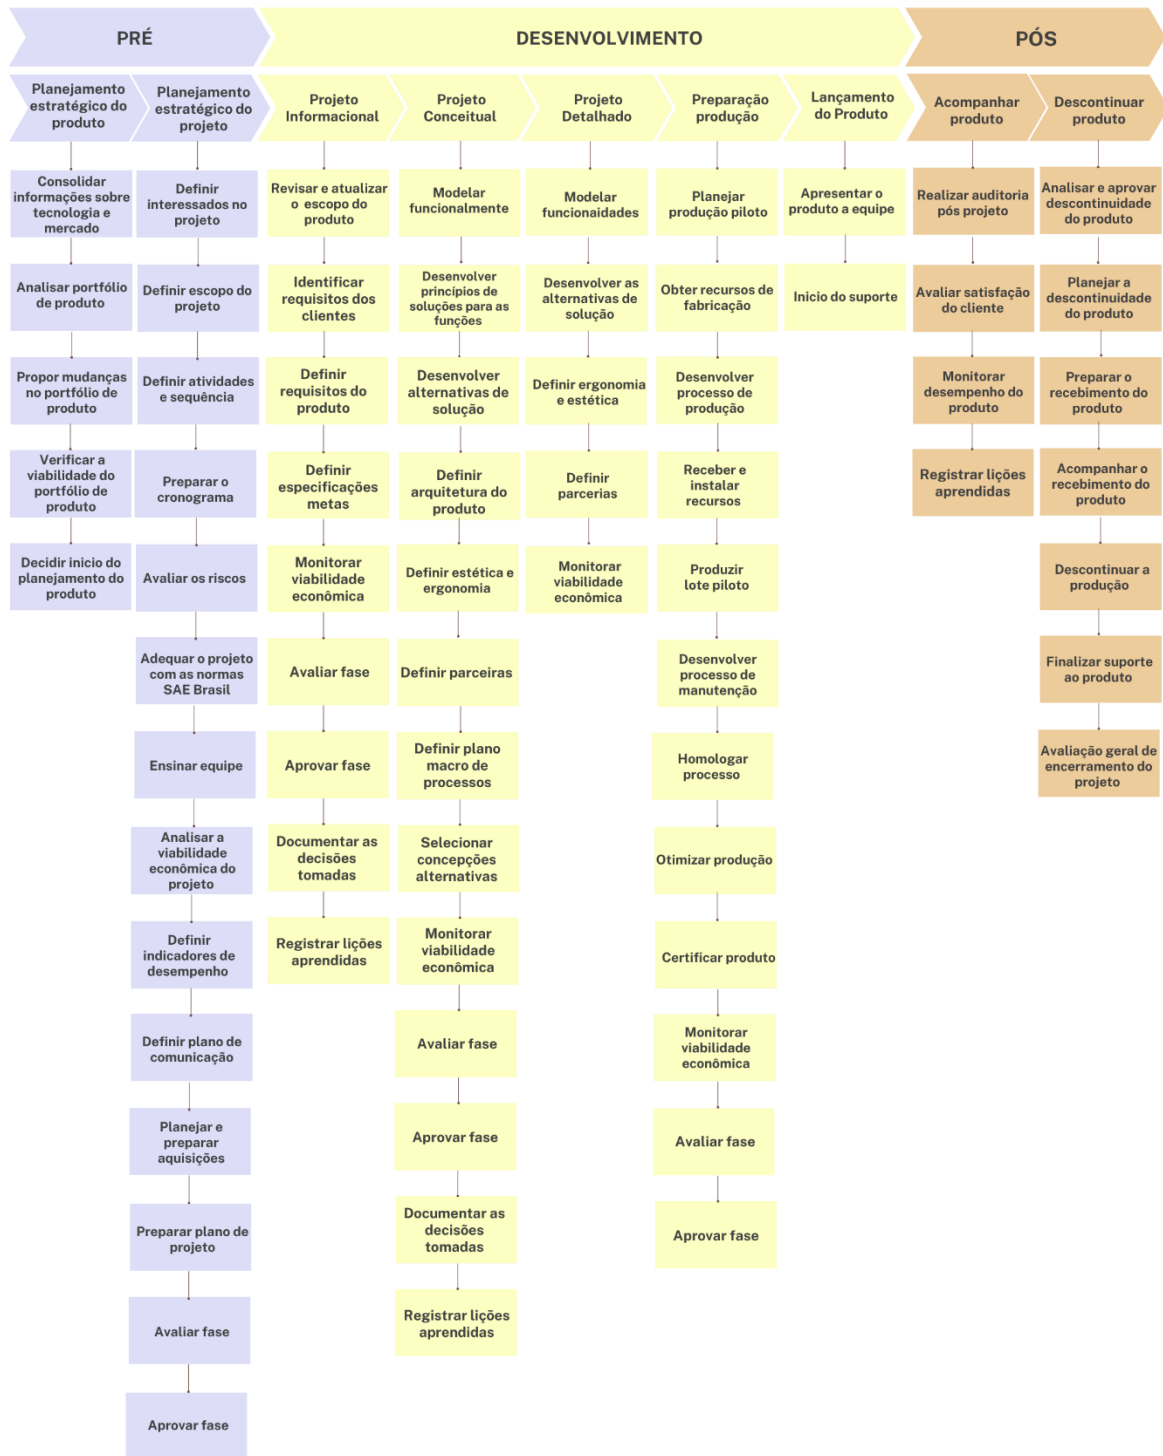 PRÉ
DESENVOLVIMENTO
PÓS
Planejamento
estratégico do
produto
Planejamento
estratégico do
projeto
Projeto
Informacional
Projeto
Conceitual
Projeto
Detalhado
Preparação
produção
Lançamento
do Produto
Acompanhar
produto
Descontinuar
produto
Consolidar
informações sobre
tecnologia e
mercado
Analisar portfólio
de produto
Propor mudanças
no portfólio de
produto
Verificar a
viabilidade do
portfólio de
produto
Decidir inicio do
planejamento do
produto
Definir
interessados no
projeto
Definir escopo do
projeto
Definir atividades
e sequência
Preparar o
cronograma
Avaliar os riscos
Adequar o projeto
com as normas
SAE Brasil
Ensinar equipe
Analisar a
viabilidade
econômica do
projeto
Definir
indicadores de
desempenho
Definir plano de
comunicação
Planejar e
preparar
aquisições
Preparar plano de
projeto
Avaliar fase
Aprovar fase
Revisar e atualizar
o escopo do
produto
Identificar
requisitos dos
clientes
Definir
requisitos do
produto
Definir
especificações
metas
Monitorar
viabilidade
econômica
Avaliar fase
Aprovar fase
Documentar as
decisões
tomadas
Registrar lições
aprendidas
Modelar
funcionalmente
Desenvolver
princípios de
soluções para as
funções
Desenvolver
alternativas de
solução
Definir
arquitetura do
produto
Definir estética e
ergonomia
Definir parceiras
Definir plano
macro de
processos
Selecionar
concepções
alternativas
Monitorar
viabilidade
econômica
Avaliar fase
Aprovar fase
Documentar as
decisões
tomadas
Registrar lições
aprendidas
Modelar
funcionaidades
Desenvolver as
alternativas de
solução
Definir ergonomia
e estética
Definir
parcerias
Monitorar
viabilidade
econômica
Planejar
produção piloto
Obter recursos de
fabricação
Desenvolver
processo de
produção
Receber e
instalar
recursos
Produzir
lote piloto
Desenvolver
processo de
manutenção
Homologar
processo
Otimizar produção
Certificar produto
Monitorar
viabilidade
econômica
Avaliar fase
Aprovar fase
Apresentar o
produto a equipe
Inicio do suporte
Realizar auditoria
pós projeto
Avaliar satisfação
do cliente
Monitorar
desempenho do
produto
Registrar lições
aprendidas
Analisar e aprovar
descontinuidade
do produto
Planejar a
descontinuidade
do produto
Preparar o
recebimento do
produto
Acompanhar o
recebimento do
produto
Descontinuar a
produção
Finalizar suporte
ao produto
Avaliação geral de
encerramento do
projeto